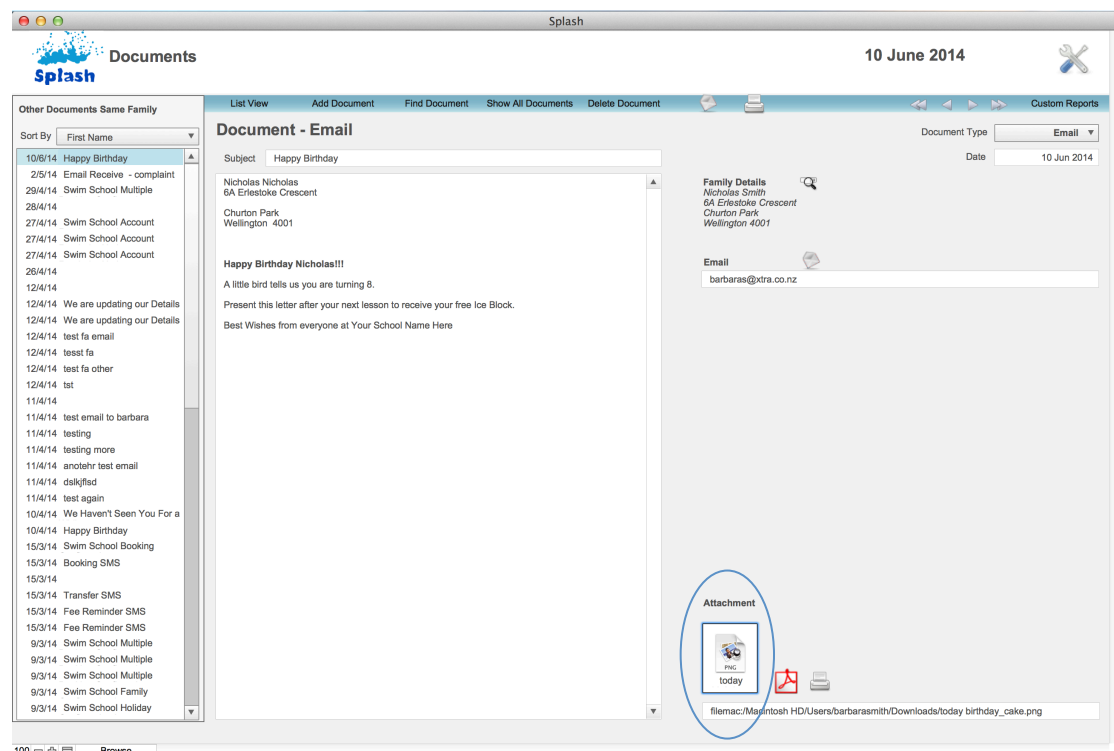 Splash
Documents
10 June 2014
Splash
Other Documents Same Family
List View Add Document Find Document Show All Documents Delete Document Custom Reports
Sort By First Name
Document - Email
Document Type Email
Subject Happy Birthday
Date 10 Jun 2014
10/6/14 Happy Birthday
2/5/14 Email Receive - complaint
29/4/14 Swim School Multiple
28/4/14
27/4/14 Swim School Account
27/4/14 Swim School Account
27/4/14 Swim School Account
26/4/14
12/4/14
12/4/14 We are updating our Details
12/4/14 We are updating our Details
12/4/14 test fa email
12/4/14 tesst fa
12/4/14 test fa other
12/4/14 tst
11/4/14
11/4/14 test email to barbara
11/4/14 testing
11/4/14 testing more
11/4/14 anotehr test email
11/4/14 dslkjflsd
11/4/14 test again
10/4/14 We Haven't Seen You For a
10/4/14 Happy Birthday
15/3/14 Swim School Booking
15/3/14 Booking SMS
15/3/14
15/3/14 Transfer SMS
15/3/14 Fee Reminder SMS
15/3/14 Fee Reminder SMS
9/3/14 Swim School Multiple
9/3/14 Swim School Multiple
9/3/14 Swim School Multiple
9/3/14 Swim School Family
9/3/14 Swim School Holiday
Nicholas Nicholas
6A Erlestoke Crescent
Churton Park
Wellington 4001
Happy Birthday Nicholas!!!
A little bird tells us you are turning 8.
Present this letter after your next lesson to receive your free Ice Block.
Best Wishes from everyone at Your School Name Here
Family Details
Nicholas Smith
6A Erlestoke Crescent
Churton Park
Wellington 4001
Email
barbaras@xtra.co.nz
Attachment
PNG
today
filemac:/Macintosh HD/Users/barbarasmith/Downloads/today birthday_cake.png
100 Browse